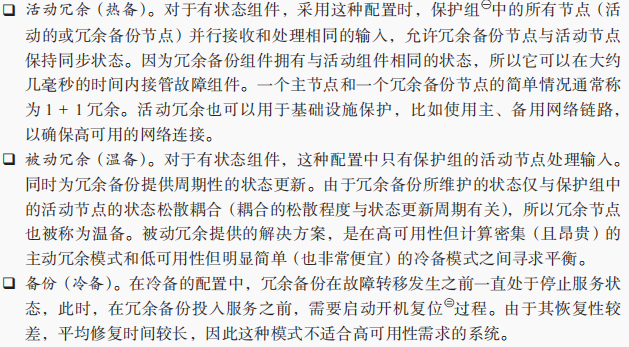 ❑ 活动冗余（热备）。对于有状态组件，采用这种配置时，保护组㊀中的所有节点（活
动的或冗余备份节点）并行接收和处理相同的输入，允许冗余备份节点与活动节点
保持同步状态。因为冗余备份组件拥有与活动组件相同的状态，所以它可以在大约
几毫秒的时间内接管故障组件。一个主节点和一个冗余备份节点的简单情况通常称
为 1 + 1 冗余。活动冗余也可以用于基础设施保护，比如使用主、备用网络链路，
以确保高可用的网络连接。
❑ 被动冗余（温备）。对于有状态组件，这种配置中只有保护组的活动节点处理输入。
同时为冗余备份提供周期性的状态更新。由于冗余备份所维护的状态仅与保护组中
的活动节点的状态松散耦合（耦合的松散程度与状态更新周期有关），所以冗余节点
也被称为温备。被动冗余提供的解决方案，是在高可用性但计算密集（且昂贵）的
主动冗余模式和低可用性但明显简单（也非常便宜）的冷备模式之间寻求平衡。
❑ 备份（冷备）。在冷备的配置中，冗余备份在故障转移发生之前一直处于停止服务状
态，此时，在冗余备份投入服务之前，需要启动开机复位㊁过程。由于其恢复性较
差，平均修复时间较长，因此这种模式不适合高可用性需求的系统。